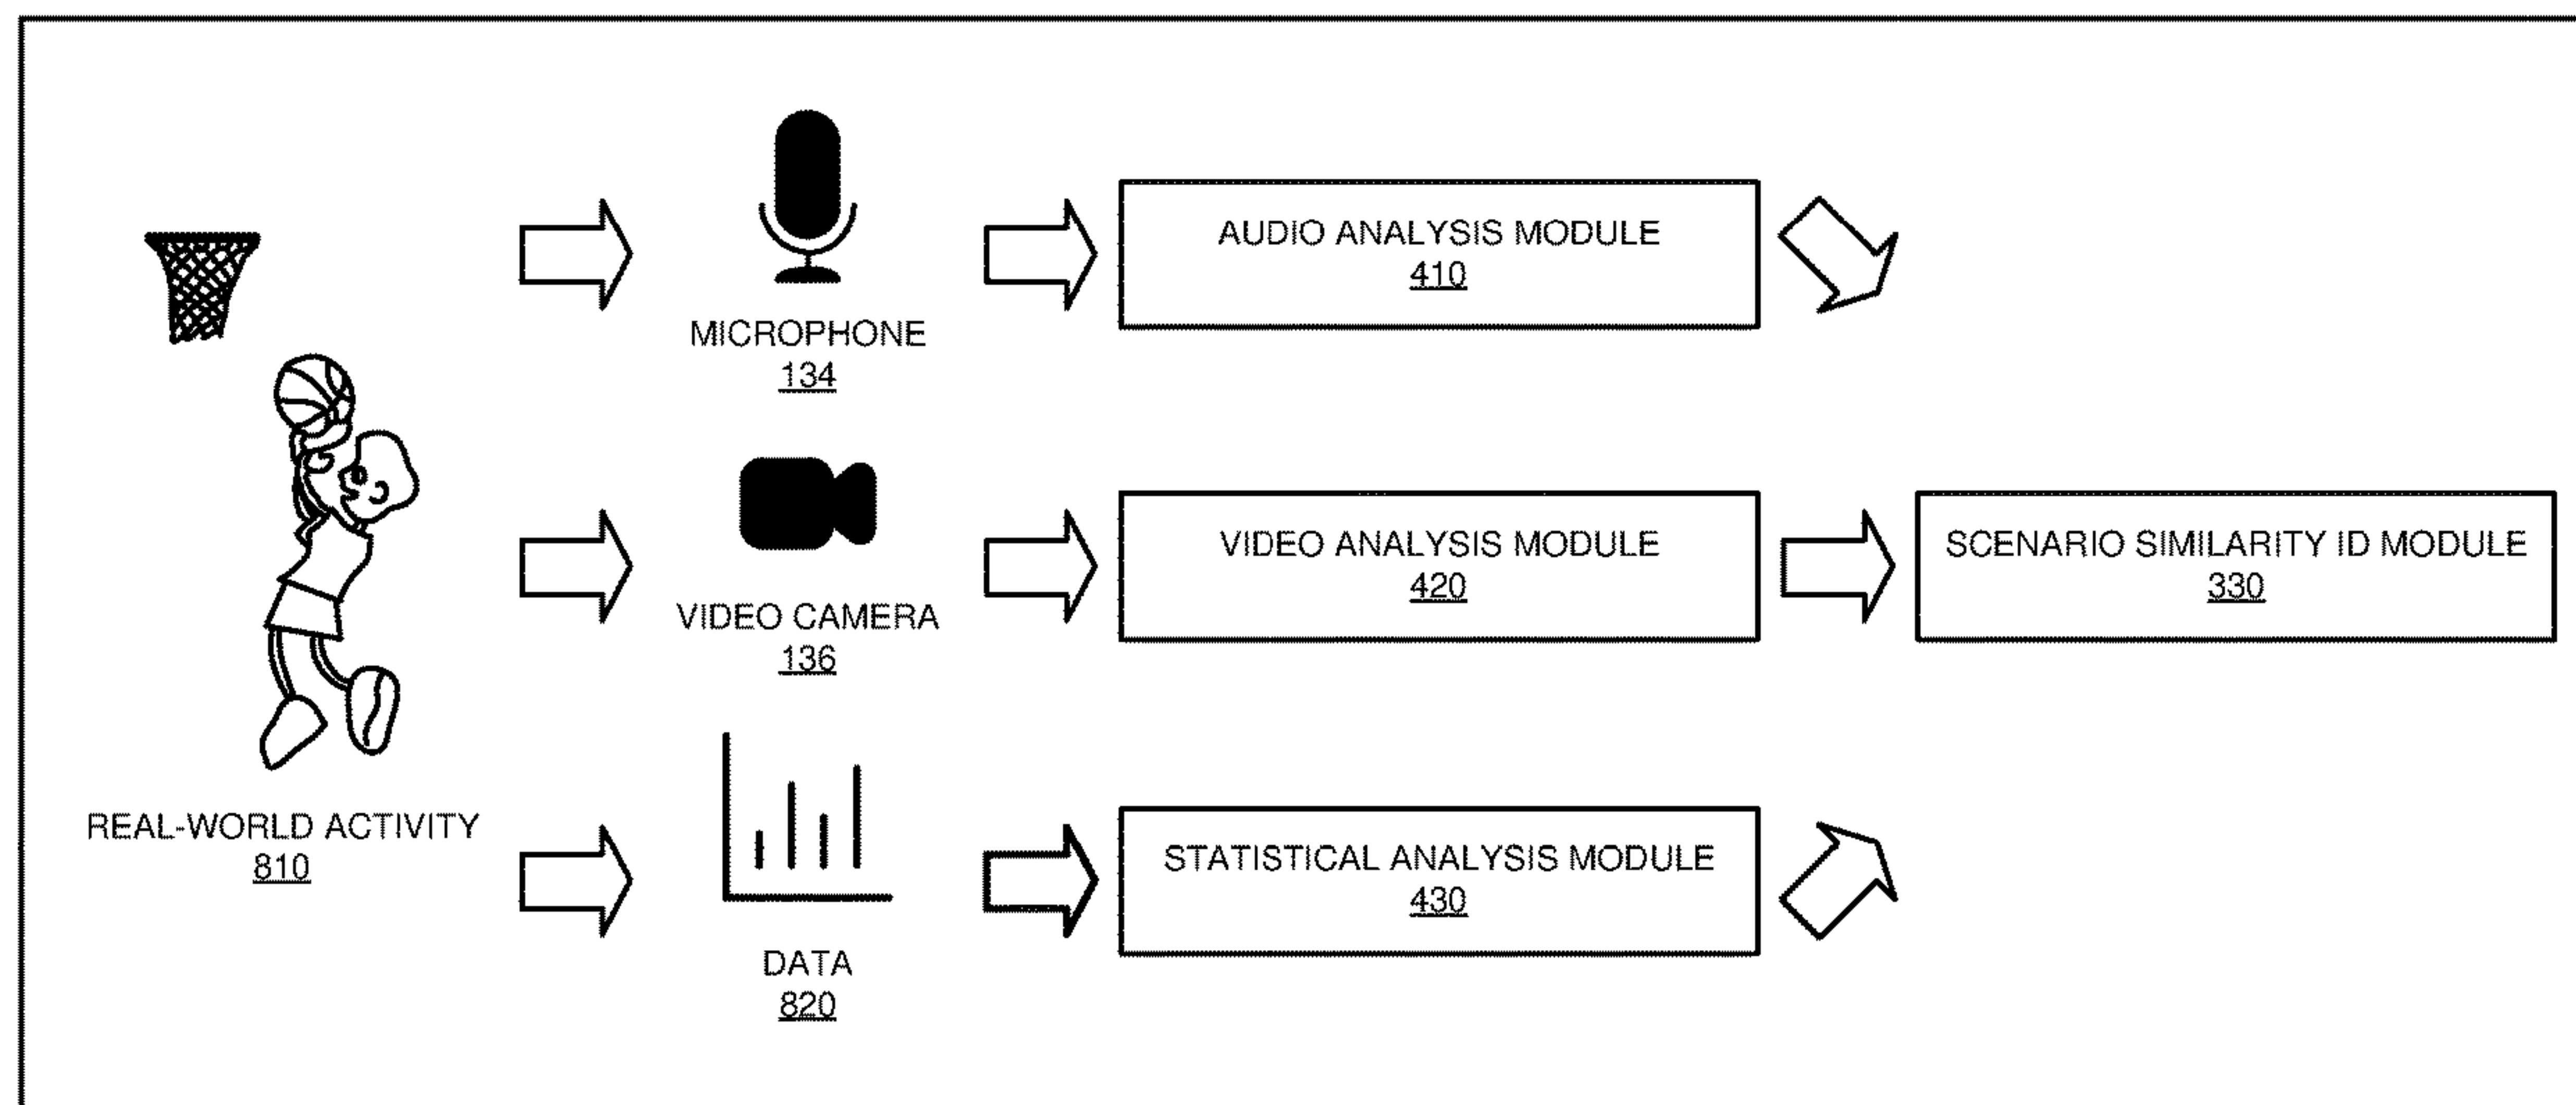 AUDIO ANALYSIS MODULE
410
MICROPHONE
134
VIDEO ANALYSIS MODULE
420
SCENARIO SIMILARITY ID MODULE
330
VIDEO CAMERA
136
REAL-WORLD ACTIVITY
810
STATISTICAL ANALYSIS MODULE
430
DATA
820